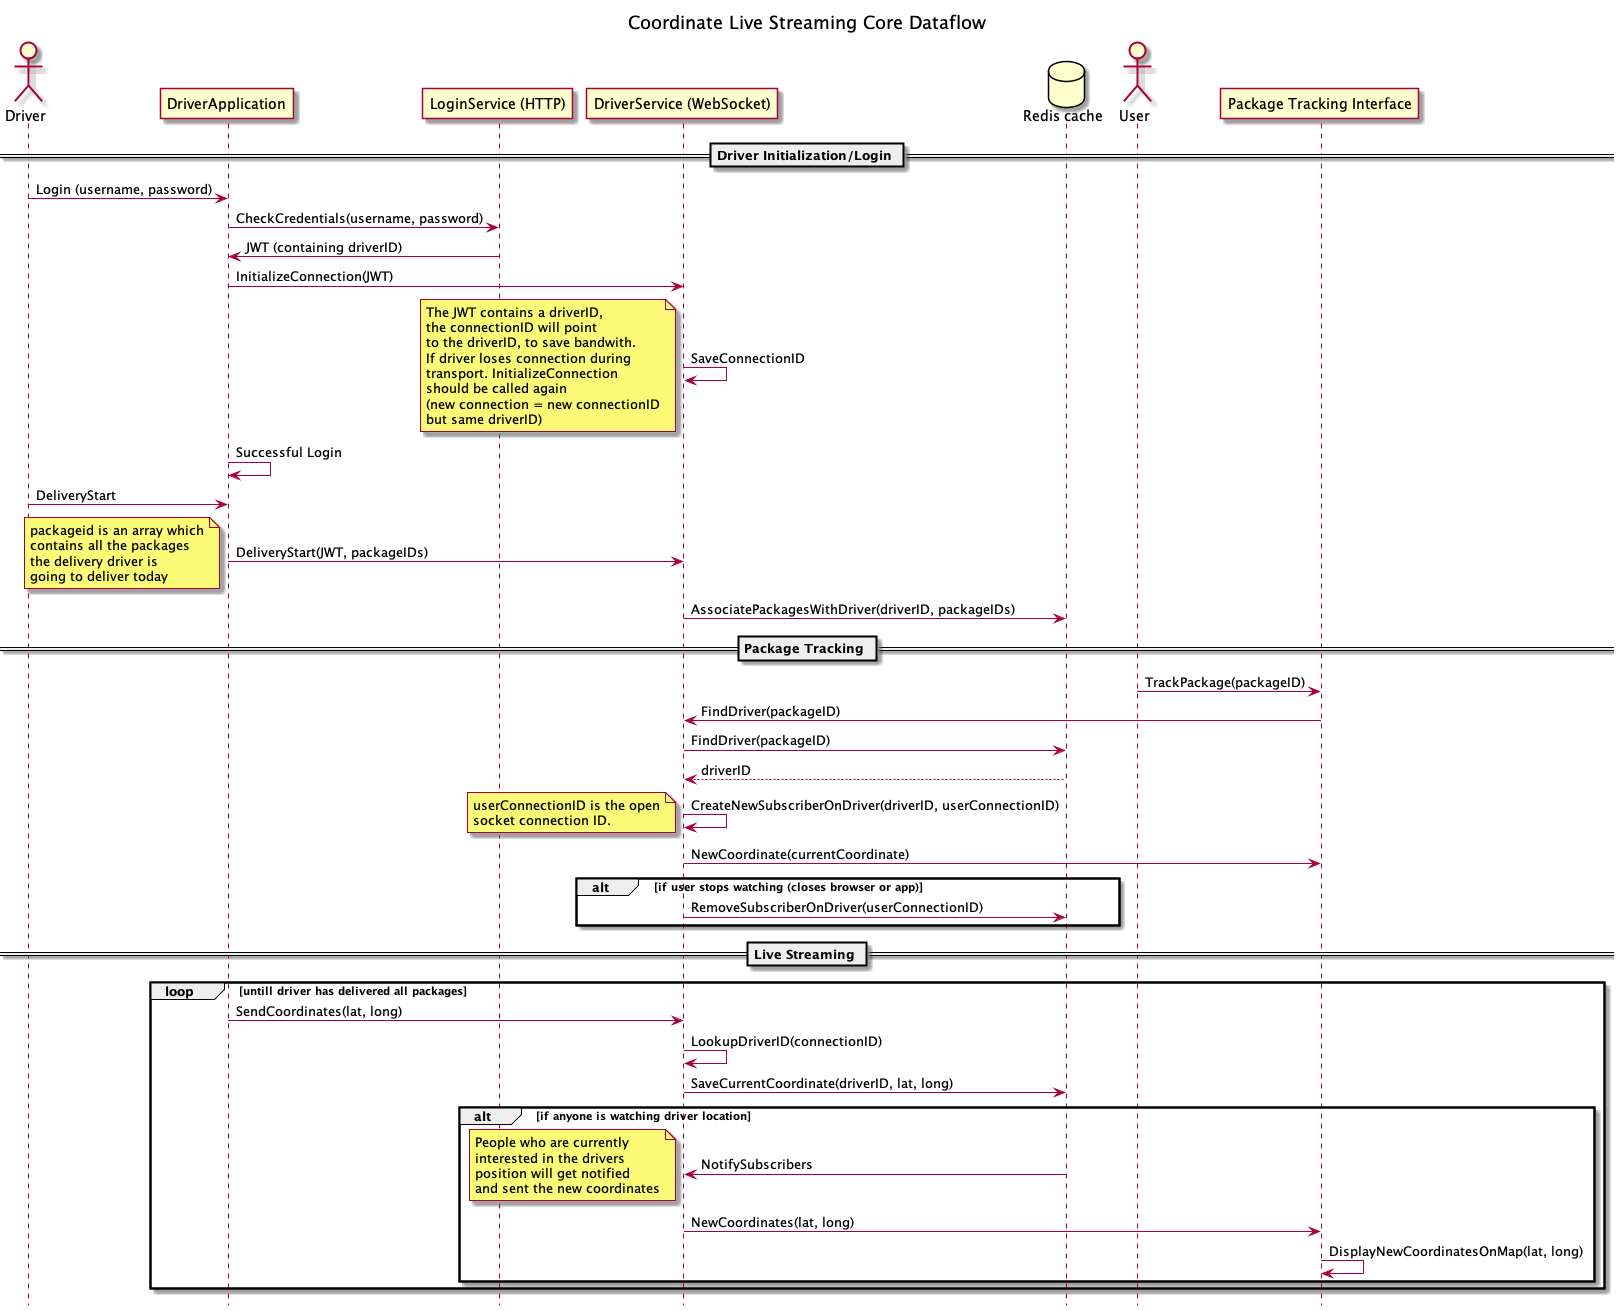 Coordinate Live Streaming Core Dataflow
Driver
DriverApplication
LoginService (HTTP)
DriverService (WebSocket)
Redis cache
User
Package Tracking Interface
Driver Initialization/Login
Login (username, password)
CheckCredentials(username, password)
JWT (containing driverID)
InitializeConnection(JWT)
The JWT contains a driverID,
the connectionID will point
to the driverID, to save bandwith.
If driver loses connection during
transport. InitializeConnection
should be called again
(new connection = new connectionID
but same driverID)
SaveConnectionID
Successful Login
DeliveryStart
packageid is an array which
contains all the packages
the delivery driver is
going to deliver today
DeliveryStart(JWT, packageIDs)
AssociatePackagesWithDriver(driverID, packageIDs)
Package Tracking
TrackPackage(packageID)
FindDriver(packageID)
FindDriver(packageID)
driverID
userConnectionID is the open
socket connection ID.
CreateNewSubscriberOnDriver(driverID, userConnectionID)
NewCoordinate(currentCoordinate)
alt [if user stops watching (closes browser or app)]
RemoveSubscriberOnDriver(userConnectionID)
Live Streaming
loop [untill driver has delivered all packages]
SendCoordinates(lat, long)
LookupDriverID(connectionID)
SaveCurrentCoordinate(driverID, lat, long)
alt [if anyone is watching driver location]
People who are currently
interested in the drivers
position will get notified
and sent the new coordinates
NotifySubscribers
NewCoordinates(lat, long)
DisplayNewCoordinatesOnMap(lat, long)